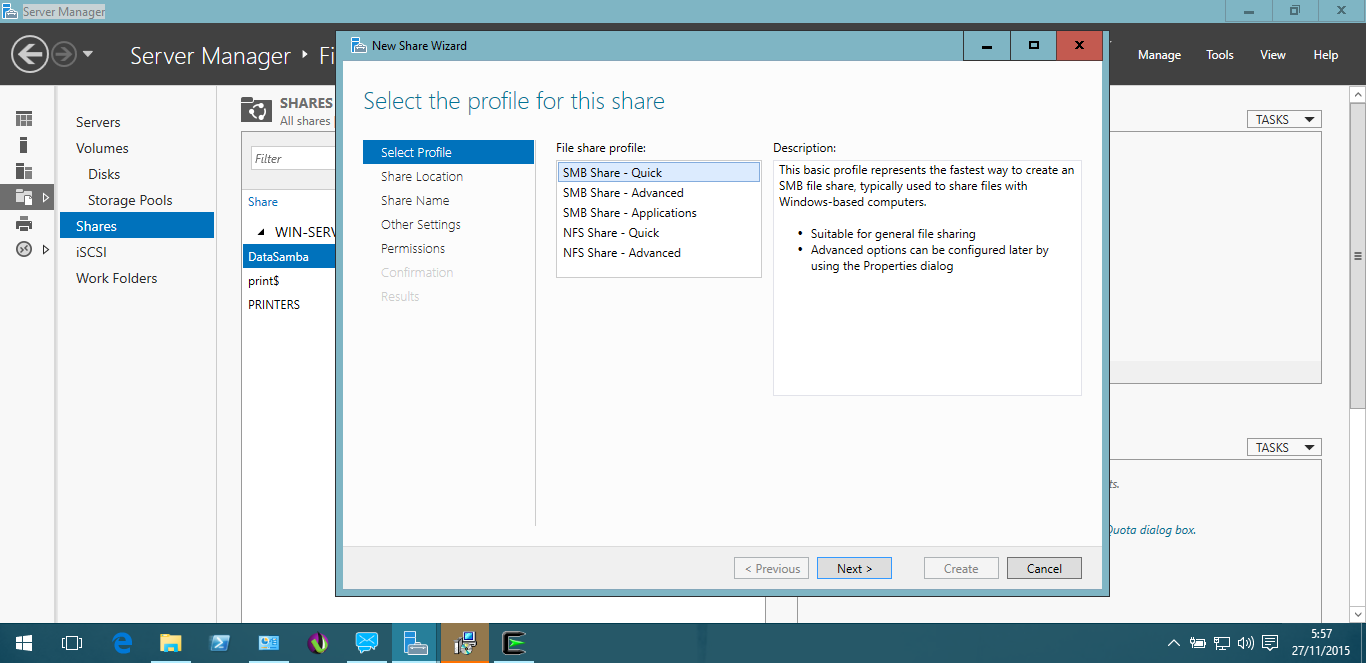 Server Manager
Server Manager
Manage
Tools
View
Help
Servers
Volumes
Disks
Storage Pools
Shares
iSCSI
Work Folders
SHARES
All shares
Filter
Share
DataSamba
print$
PRINTERS
New Share Wizard
Select the profile for this share
Select Profile
Share Location
Share Name
Other Settings
Permissions
Confirmation
Results
File share profile:
SMB Share - Quick
SMB Share - Advanced
SMB Share - Applications
NFS Share - Quick
NFS Share - Advanced
Description:
This basic profile represents the fastest way to create an
SMB file share, typically used to share files with
Windows-based computers.
• Suitable for general file sharing
• Advanced options can be configured later by
using the Properties dialog
< Previous
Next >
Create
Cancel
TASKS
TASKS
Quota dialog box.
5:57
27/11/2015